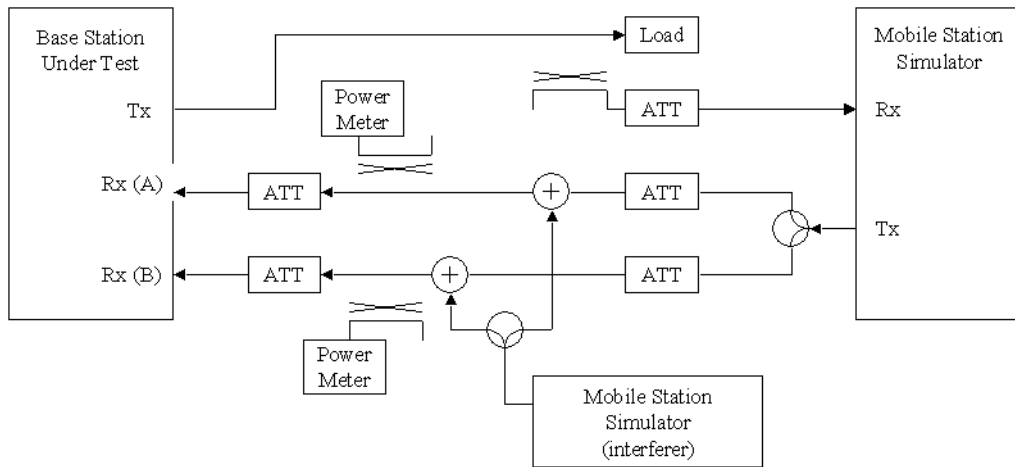 Base Station
Under Test
Tx
Rx (A)
Rx (B)
Load
Mobile Station
Simulator
Rx
Tx
Power
Meter
ATT
ATT
ATT
ATT
ATT
+
+
Power
Meter
Mobile Station
Simulator
(interferer)